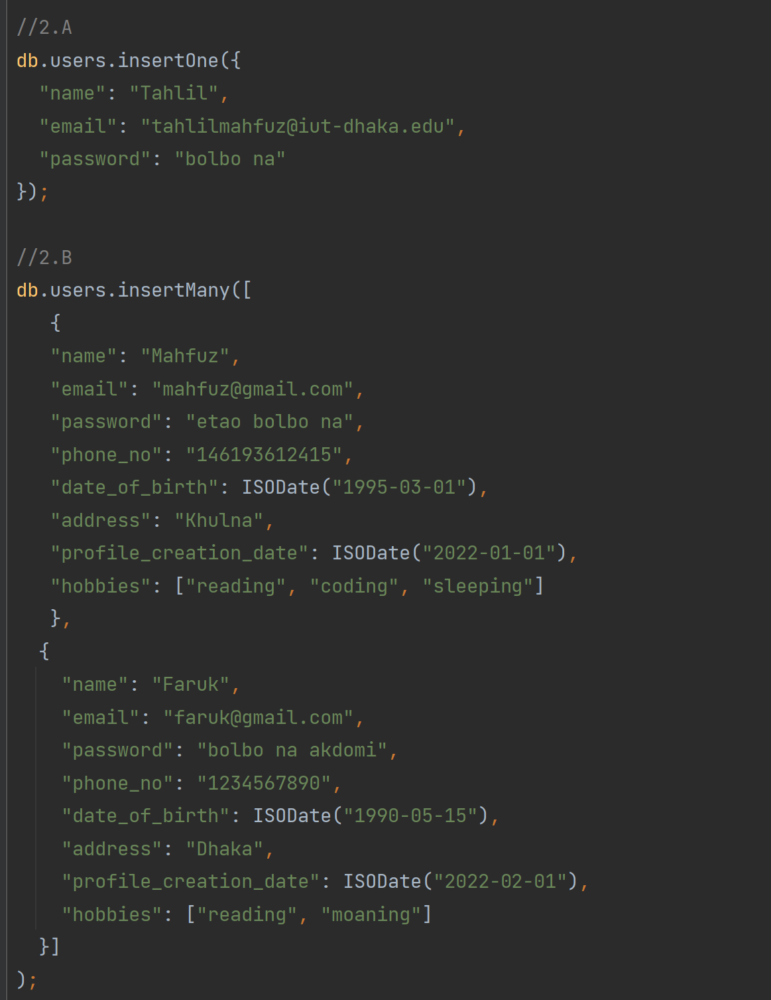 //2.A
db.users.insertOne({
  "name": "Tahlil",
  "email": "tahlilmahfuz@iut-dhaka.edu",
  "password": "bolbo na"
});

//2.B
db.users.insertMany([
   {
   "name": "Mahfuz",
   "email": "mahfuz@gmail.com",
   "password": "etao bolbo na",
   "phone_no": "146193612415",
   "date_of_birth": ISODate("1995-03-01"),
   "address": "Khulna",
   "profile_creation_date": ISODate("2022-01-01"),
   "hobbies": ["reading", "coding", "sleeping"]
   },
  {
    "name": "Faruk",
    "email": "faruk@gmail.com",
    "password": "bolbo na akdomi",
    "phone_no": "1234567890",
    "date_of_birth": ISODate("1990-05-15"),
    "address": "Dhaka",
    "profile_creation_date": ISODate("2022-02-01"),
    "hobbies": ["reading", "moaning"]
  }]
);